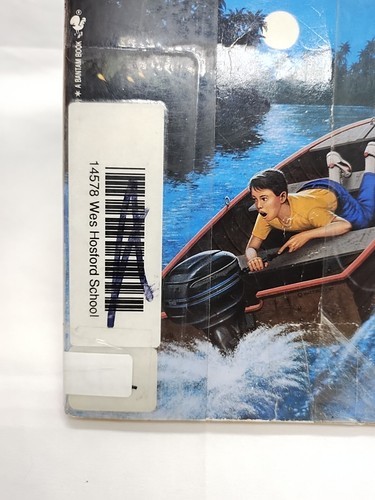 * A BANTAM BOOK
14578 Wes Hosford School